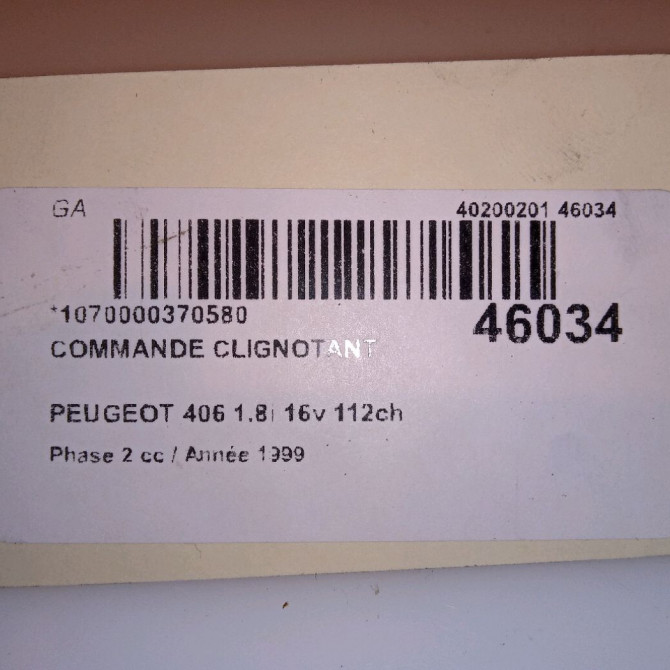 GA
40200201 46034
*1070000370580
46034
COMMANDE CLIGNOTANT
PEUGEOT 406 1.8i 16v 112ch
Phase 2 cc / Année 1999